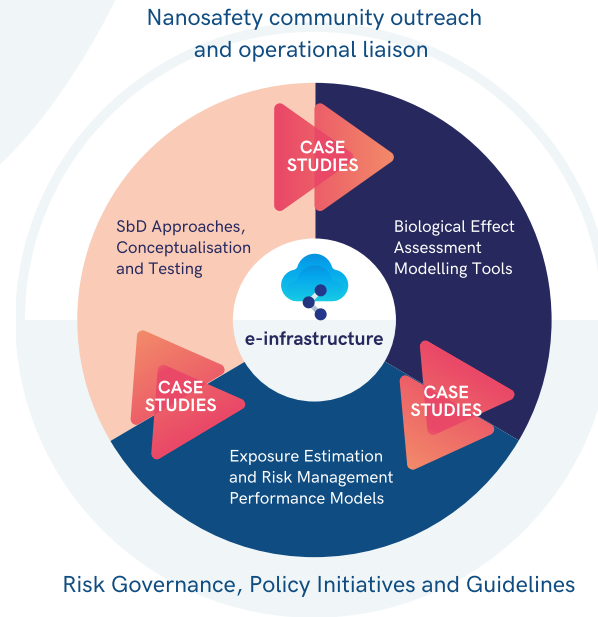 Nanosafety community outreach
and operational liaison
CASE
STUDIES
SbD Approaches,
Conceptualisation
and Testing
Biological Effect
Assessment
Modelling Tools
e-infrastructure
CASE
STUDIES
CASE
STUDIES
Exposure Estimation
and Risk Management
Performance Models
Risk Governance, Policy Initiatives and Guidelines